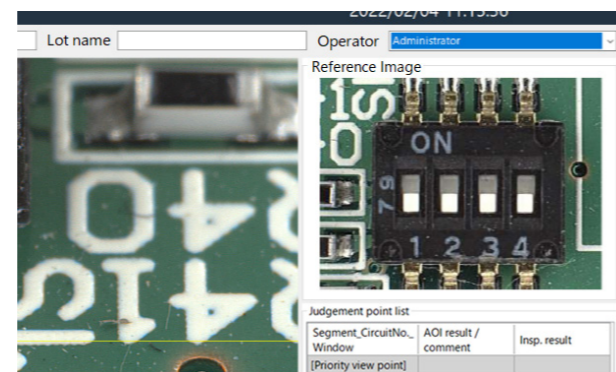 2022/02/04 11:15:50
Lot name
Operator
Administrator
Reference Image
ON
1 2 3 4
Judgement point list
Segment_CircuitNo._
Window
AOI result /
comment
Insp. result
[Priority view point]